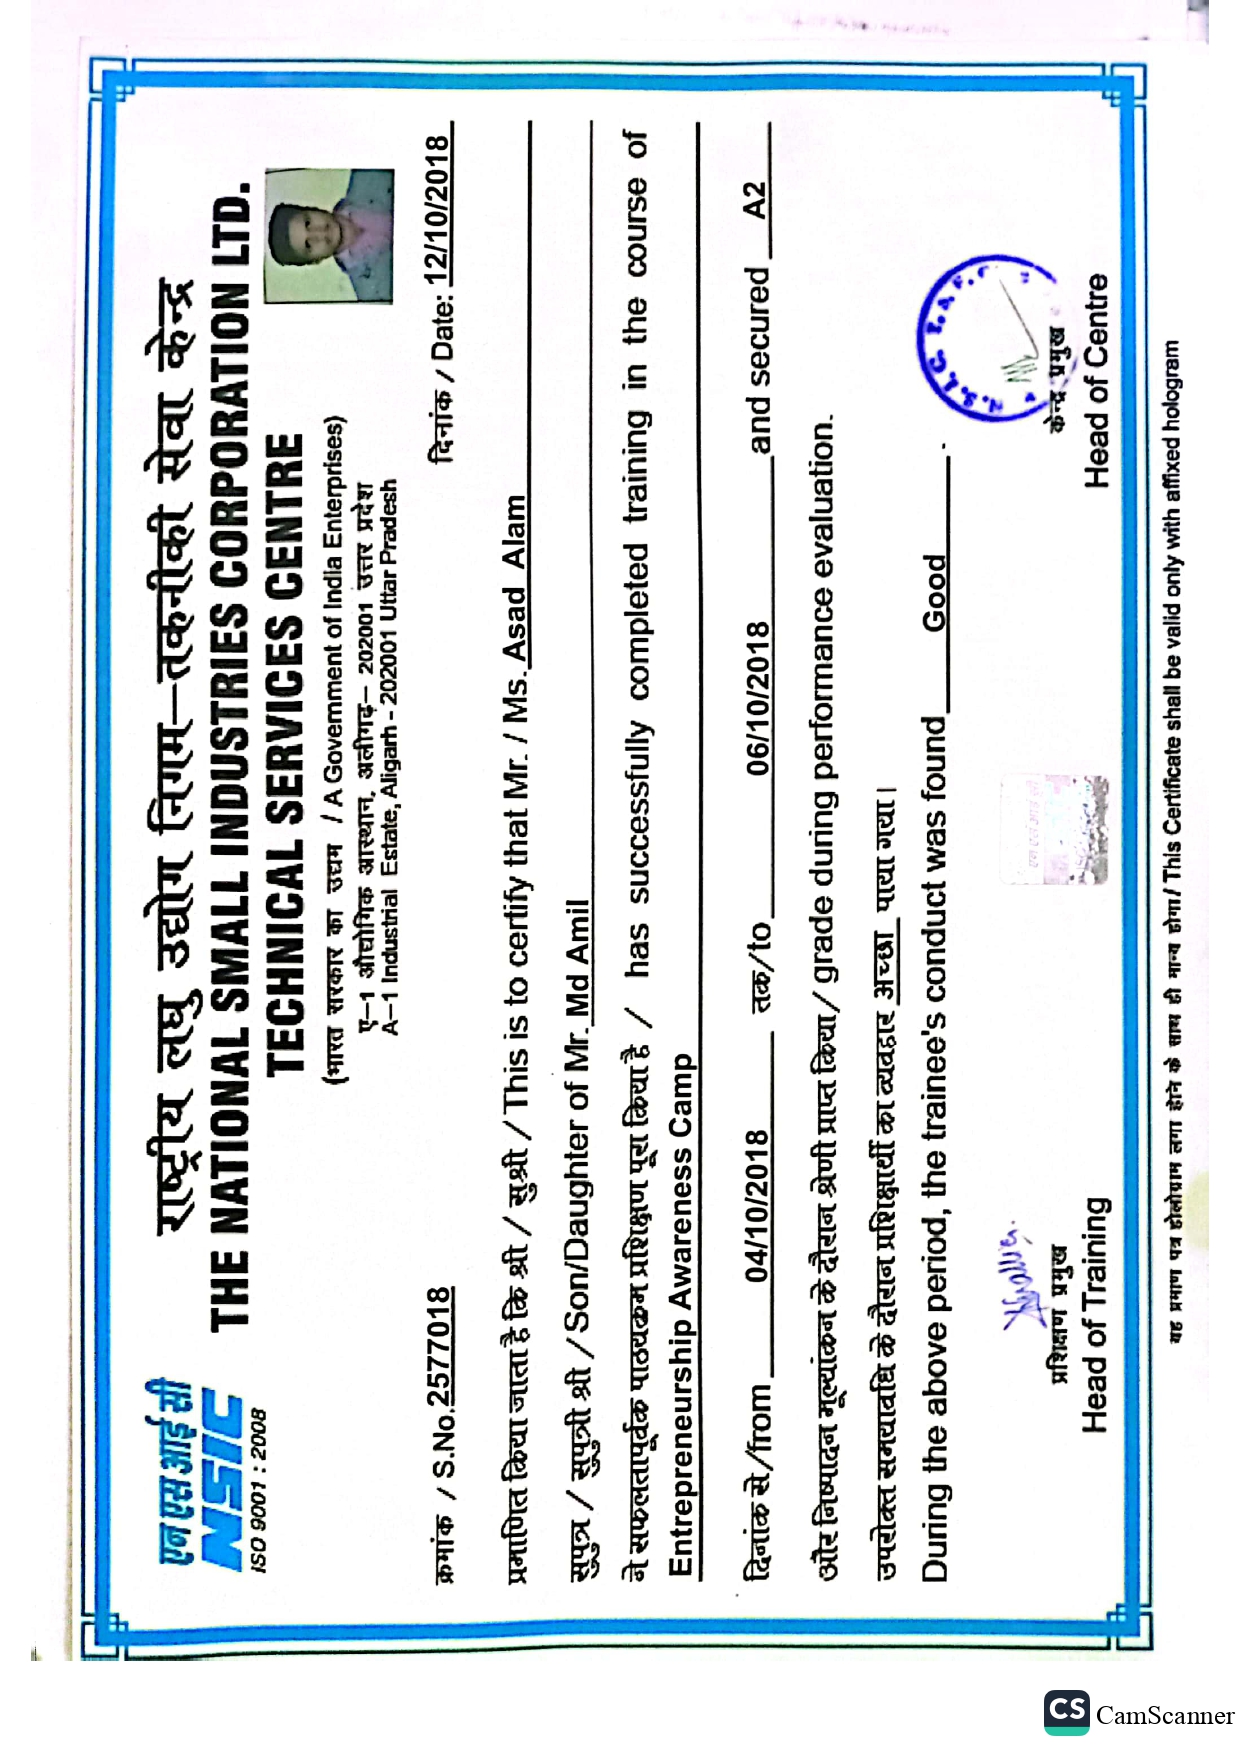 एन एस आई सी
NSIC
ISO 9001 : 2008
राष्ट्रीय लघु उद्योग निगम–तकनीकी सेवा केन्द्र
THE NATIONAL SMALL INDUSTRIES CORPORATION LTD.
TECHNICAL SERVICES CENTRE
(भारत सरकार का उद्यम / A Government of India Enterprises)
ए–1 औद्योगिक आस्थान, अलीगढ़– 202001 उत्तर प्रदेश
A–1 Industrial Estate, Aligarh - 202001 Uttar Pradesh
क्रमांक / S.No. 2577018
दिनांक / Date: 12/10/2018
प्रमाणित किया जाता है कि श्री / सुश्री / This is to certify that Mr. / Ms. Asad Alam
सुपुत्र / सुपुत्री श्री / Son/Daughter of Mr. Md Amil
ने सफलतापूर्वक पाठयक्रम प्रशिक्षण पूरा किया है / has successfully completed training in the course of
Entrepreneurship Awareness Camp
दिनांक से/from 04/10/2018 तक/to 06/10/2018 and secured A2
और निष्पादन मूल्यांकन के दौरान श्रेणी प्राप्त किया/ grade during performance evaluation.
उपरोक्त समयावधि के दौरान प्रशिक्षार्थी का व्यवहार अच्छा पाया गया।
During the above period, the trainee's conduct was found Good .
N.S.I.C.
एन एस आई सी
प्रशिक्षण प्रमुख
Head of Training
केन्द्र प्रमुख
Head of Centre
यह प्रमाण पत्र होलोग्राम लगा होने के साथ ही मान्य होगा/ This Certificate shall be valid only with affixed hologram
CS CamScanner